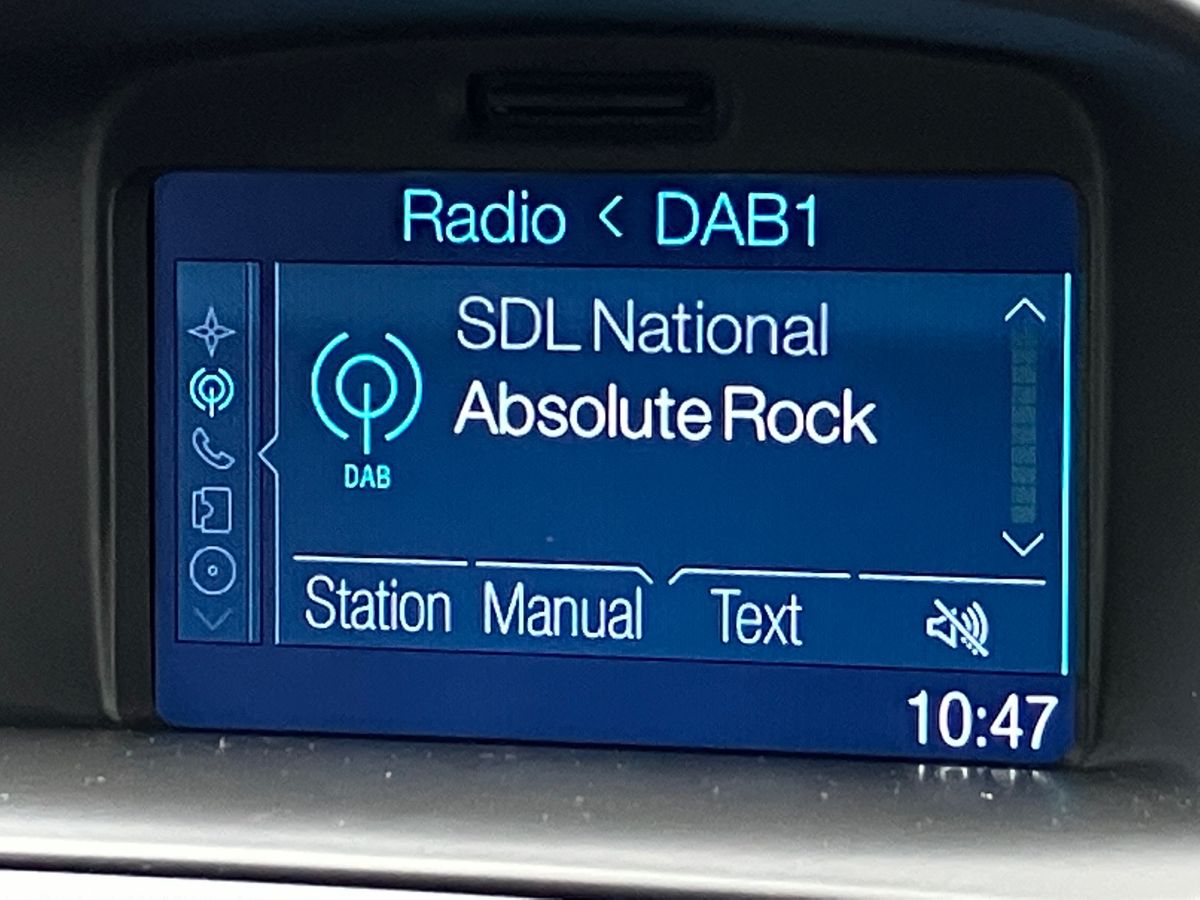 Radio < DAB1
SDL National
Absolute Rock
DAB
Station Manual Text
10:47